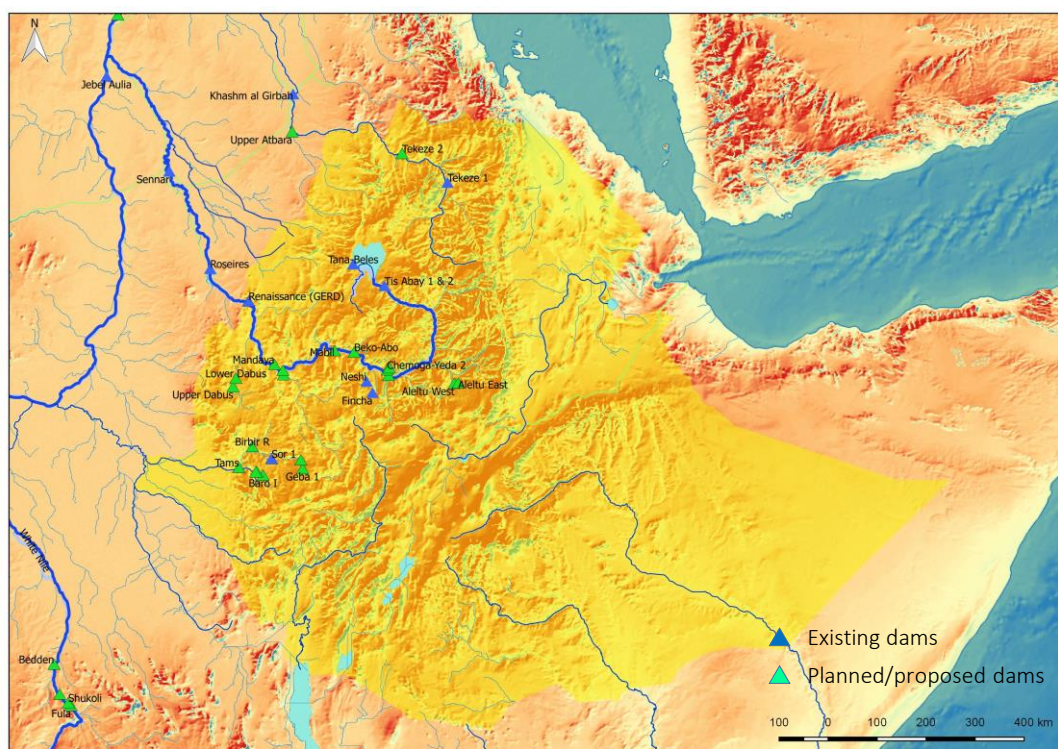 N
Jebel Aulia
Khashm al Girbah
Upper Atbara
Tekeze 2
Tekeze 1
Sennar
Tana-Beles
Roseires
Tis Abay 1 & 2
Renaissance (GERD)
Mabil
Beko-Abo
Mandaya
Chemoga-Yeda 2
Lower Dabus
Neshi
Upper Dabus
Aleltu West
Aleltu East
Fincha
Birbir R
Sor 1
Tams
Geba 1
Baro I
White Nile
Existing dams
Bedden
Planned/proposed dams
Shukoli
Fula
100 0 100 200 300 400 km